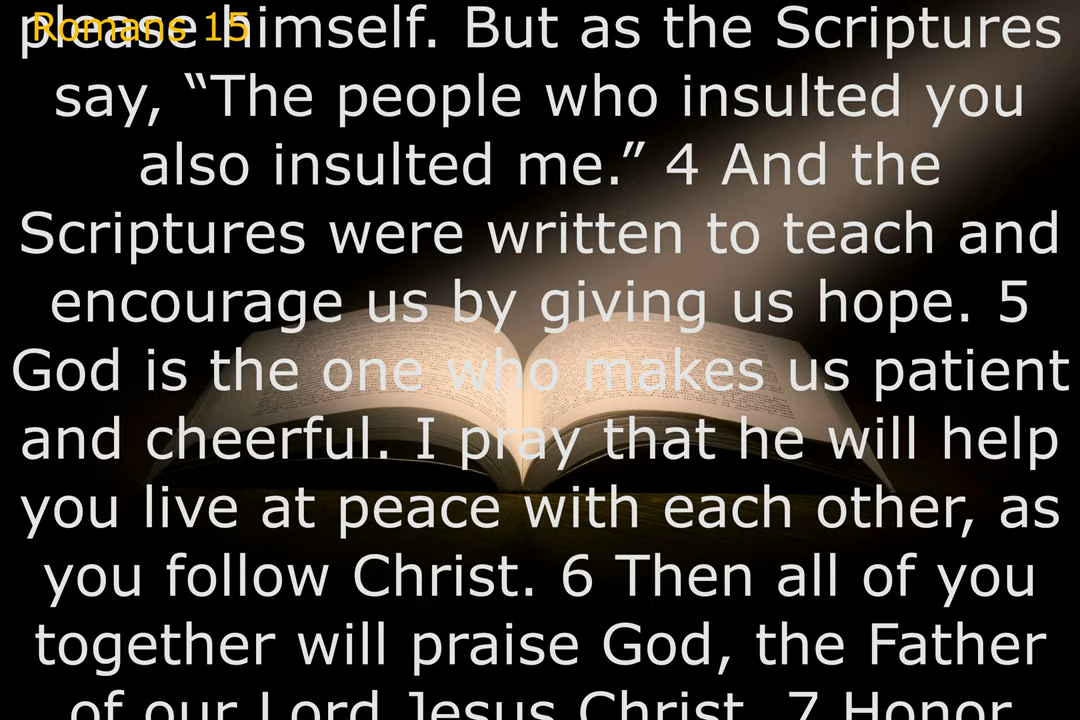 Romans 15
please himself. But as the Scriptures
say, “The people who insulted you
also insulted me.” 4 And the
Scriptures were written to teach and
encourage us by giving us hope. 5
God is the one who makes us patient
and cheerful. I pray that he will help
you live at peace with each other, as
you follow Christ. 6 Then all of you
together will praise God, the Father
of our Lord Jesus Christ. 7 Honor